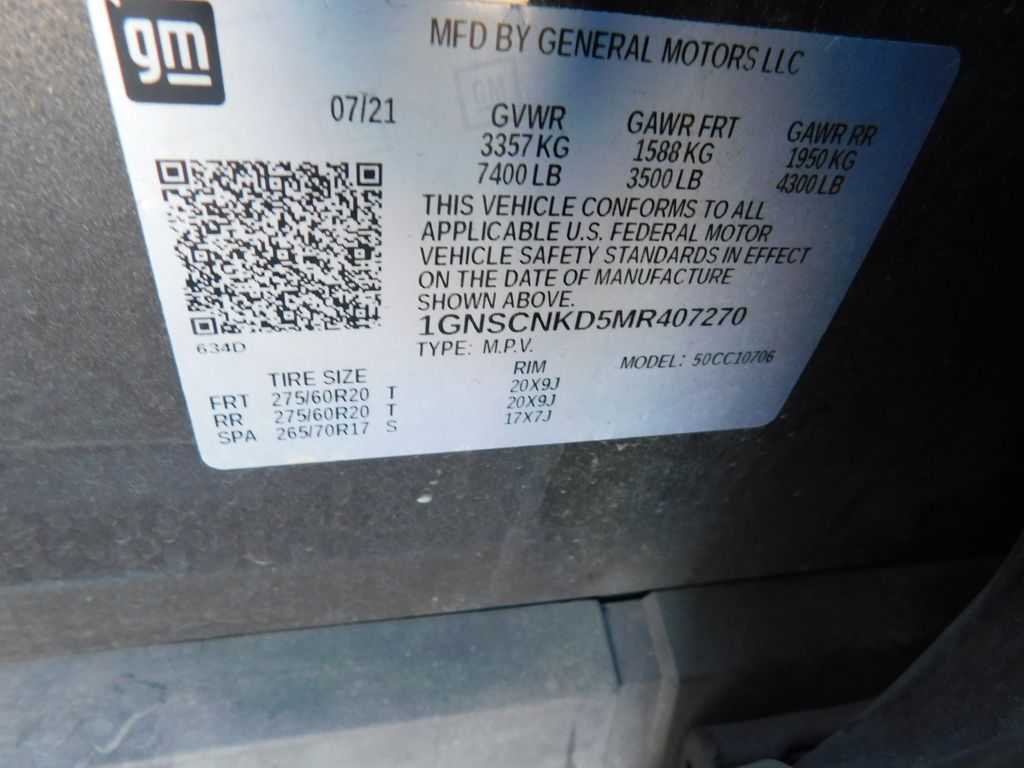 gm
MFD BY GENERAL MOTORS LLC
07/21
GVWR GAWR FRT GAWR RR
3357 KG 1588 KG 1950 KG
7400 LB 3500 LB 4300 LB
THIS VEHICLE CONFORMS TO ALL
APPLICABLE U.S. FEDERAL MOTOR
VEHICLE SAFETY STANDARDS IN EFFECT
ON THE DATE OF MANUFACTURE
SHOWN ABOVE.
1GNSCNKD5MR407270
634D
TYPE: M.P.V. MODEL: 50CC10706
TIRE SIZE RIM
FRT 275/60R20 T 20X9J
RR 275/60R20 T 20X9J
SPA 265/70R17 S 17X7J